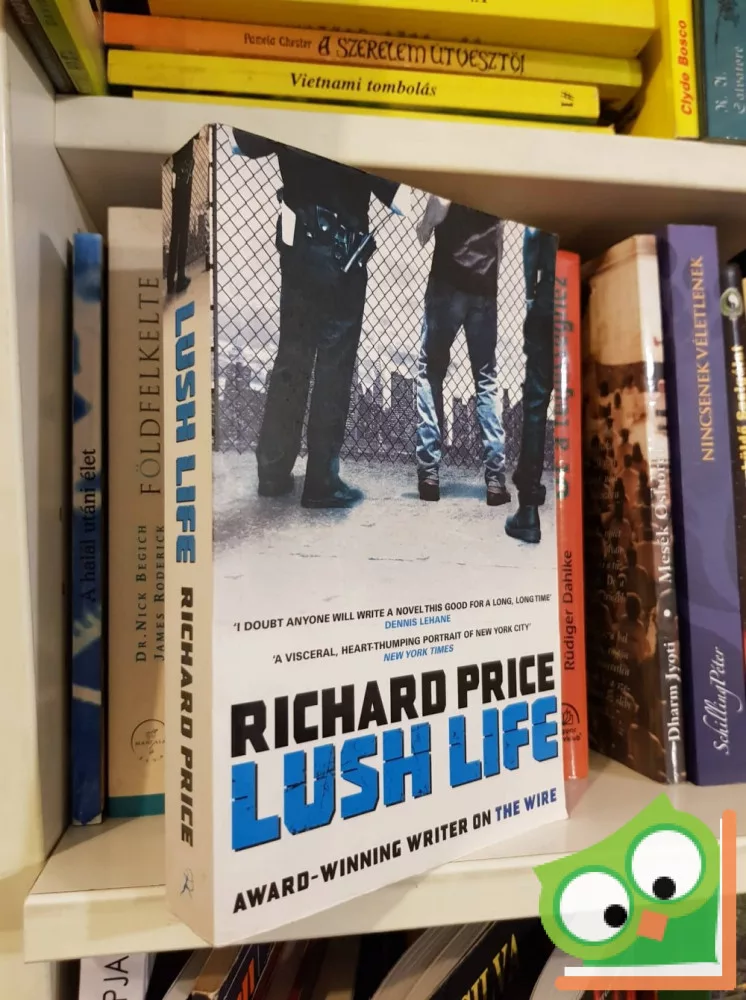 Pamela Chester A SZERELEM ÚTVESZTŐI
Vietnami tombolás
#1
Clyde Bosco
R. A. Salvatore
A halál utáni élet
DR. NICK BEGICH
JAMES RODERICK
FÖLDFELKELTE
LUSH LIFE RICHARD PRICE
'I DOUBT ANYONE WILL WRITE A NOVEL THIS GOOD FOR A LONG, LONG TIME'
DENNIS LEHANE
'A VISCERAL, HEART-THUMPING PORTRAIT OF NEW YORK CITY'
NEW YORK TIMES
RICHARD PRICE
LUSH LIFE
AWARD-WINNING WRITER ON THE WIRE
Rüdiger Dahlke
Dharm Jyoti
Mesék
SchillingPéter
NINCSENEK VÉLETLENEK